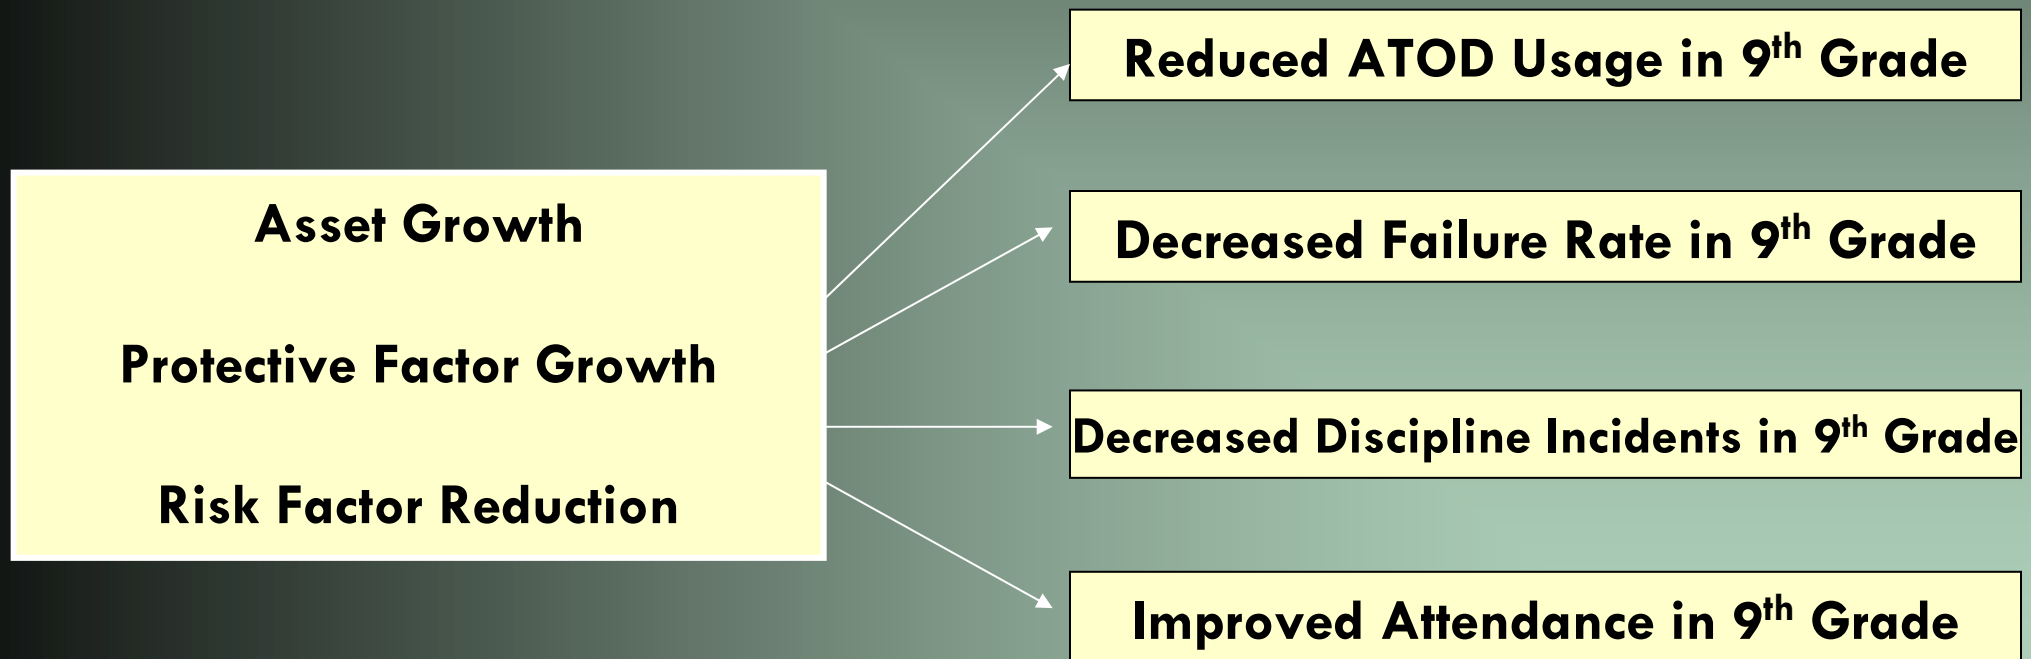 Reduced ATOD Usage in 9th Grade
Asset Growth
Protective Factor Growth
Risk Factor Reduction
Decreased Failure Rate in 9th Grade
Decreased Discipline Incidents in 9th Grade
Improved Attendance in 9th Grade